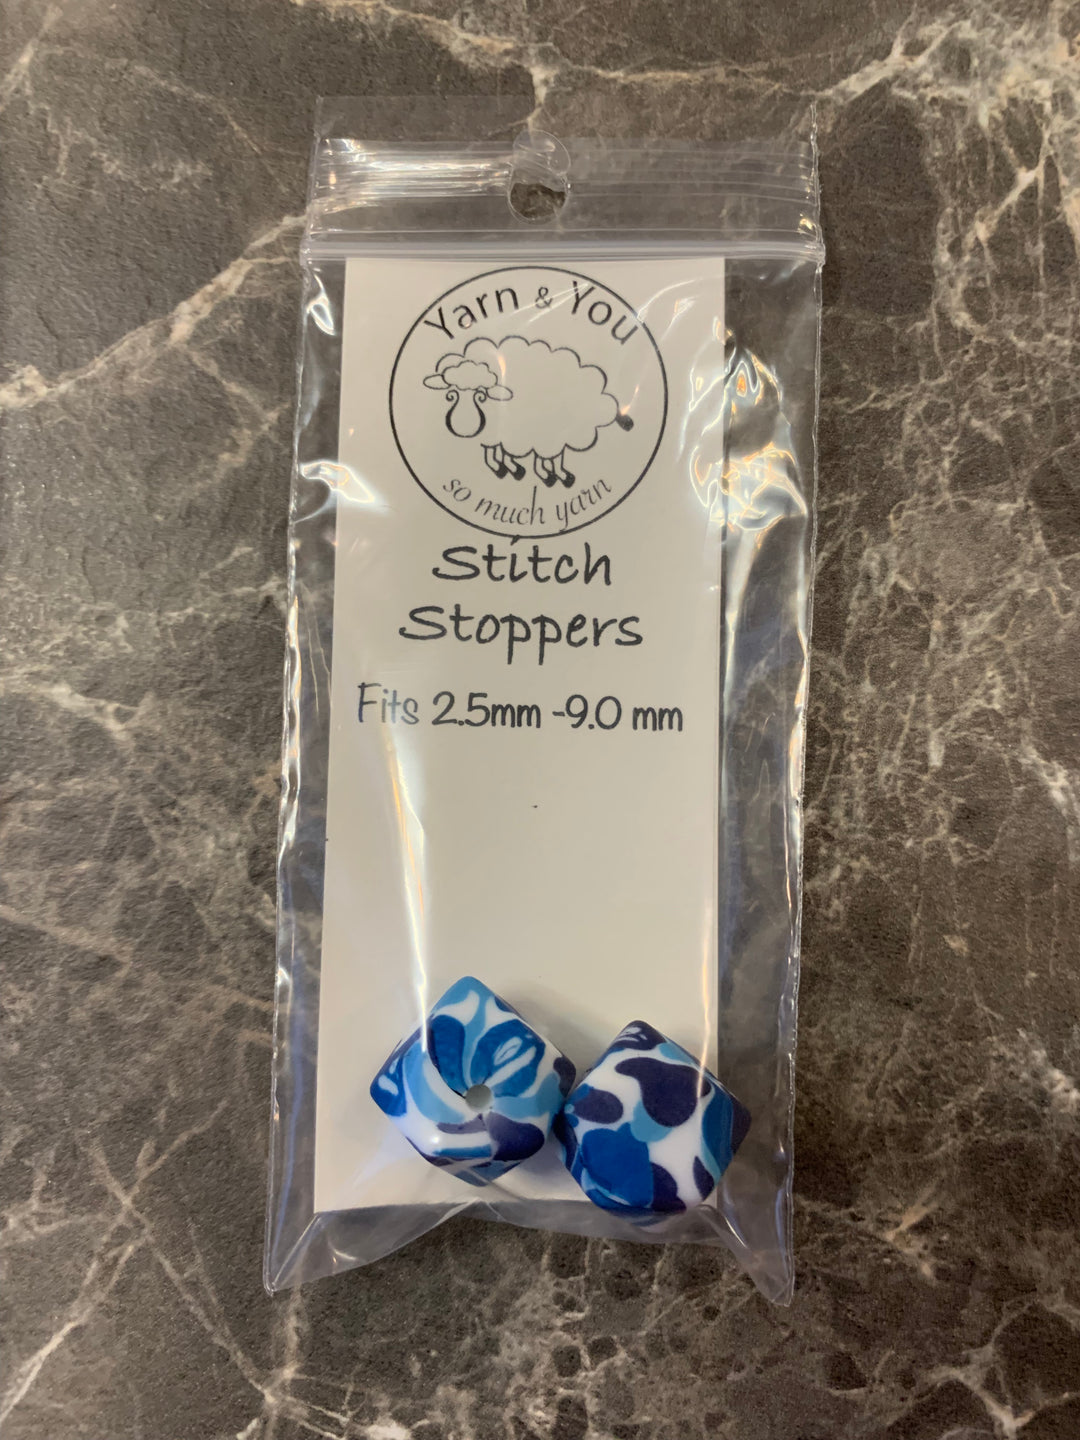 Yarn & You
so much yarn
Stitch
Stoppers
Fits 2.5mm -9.0 mm